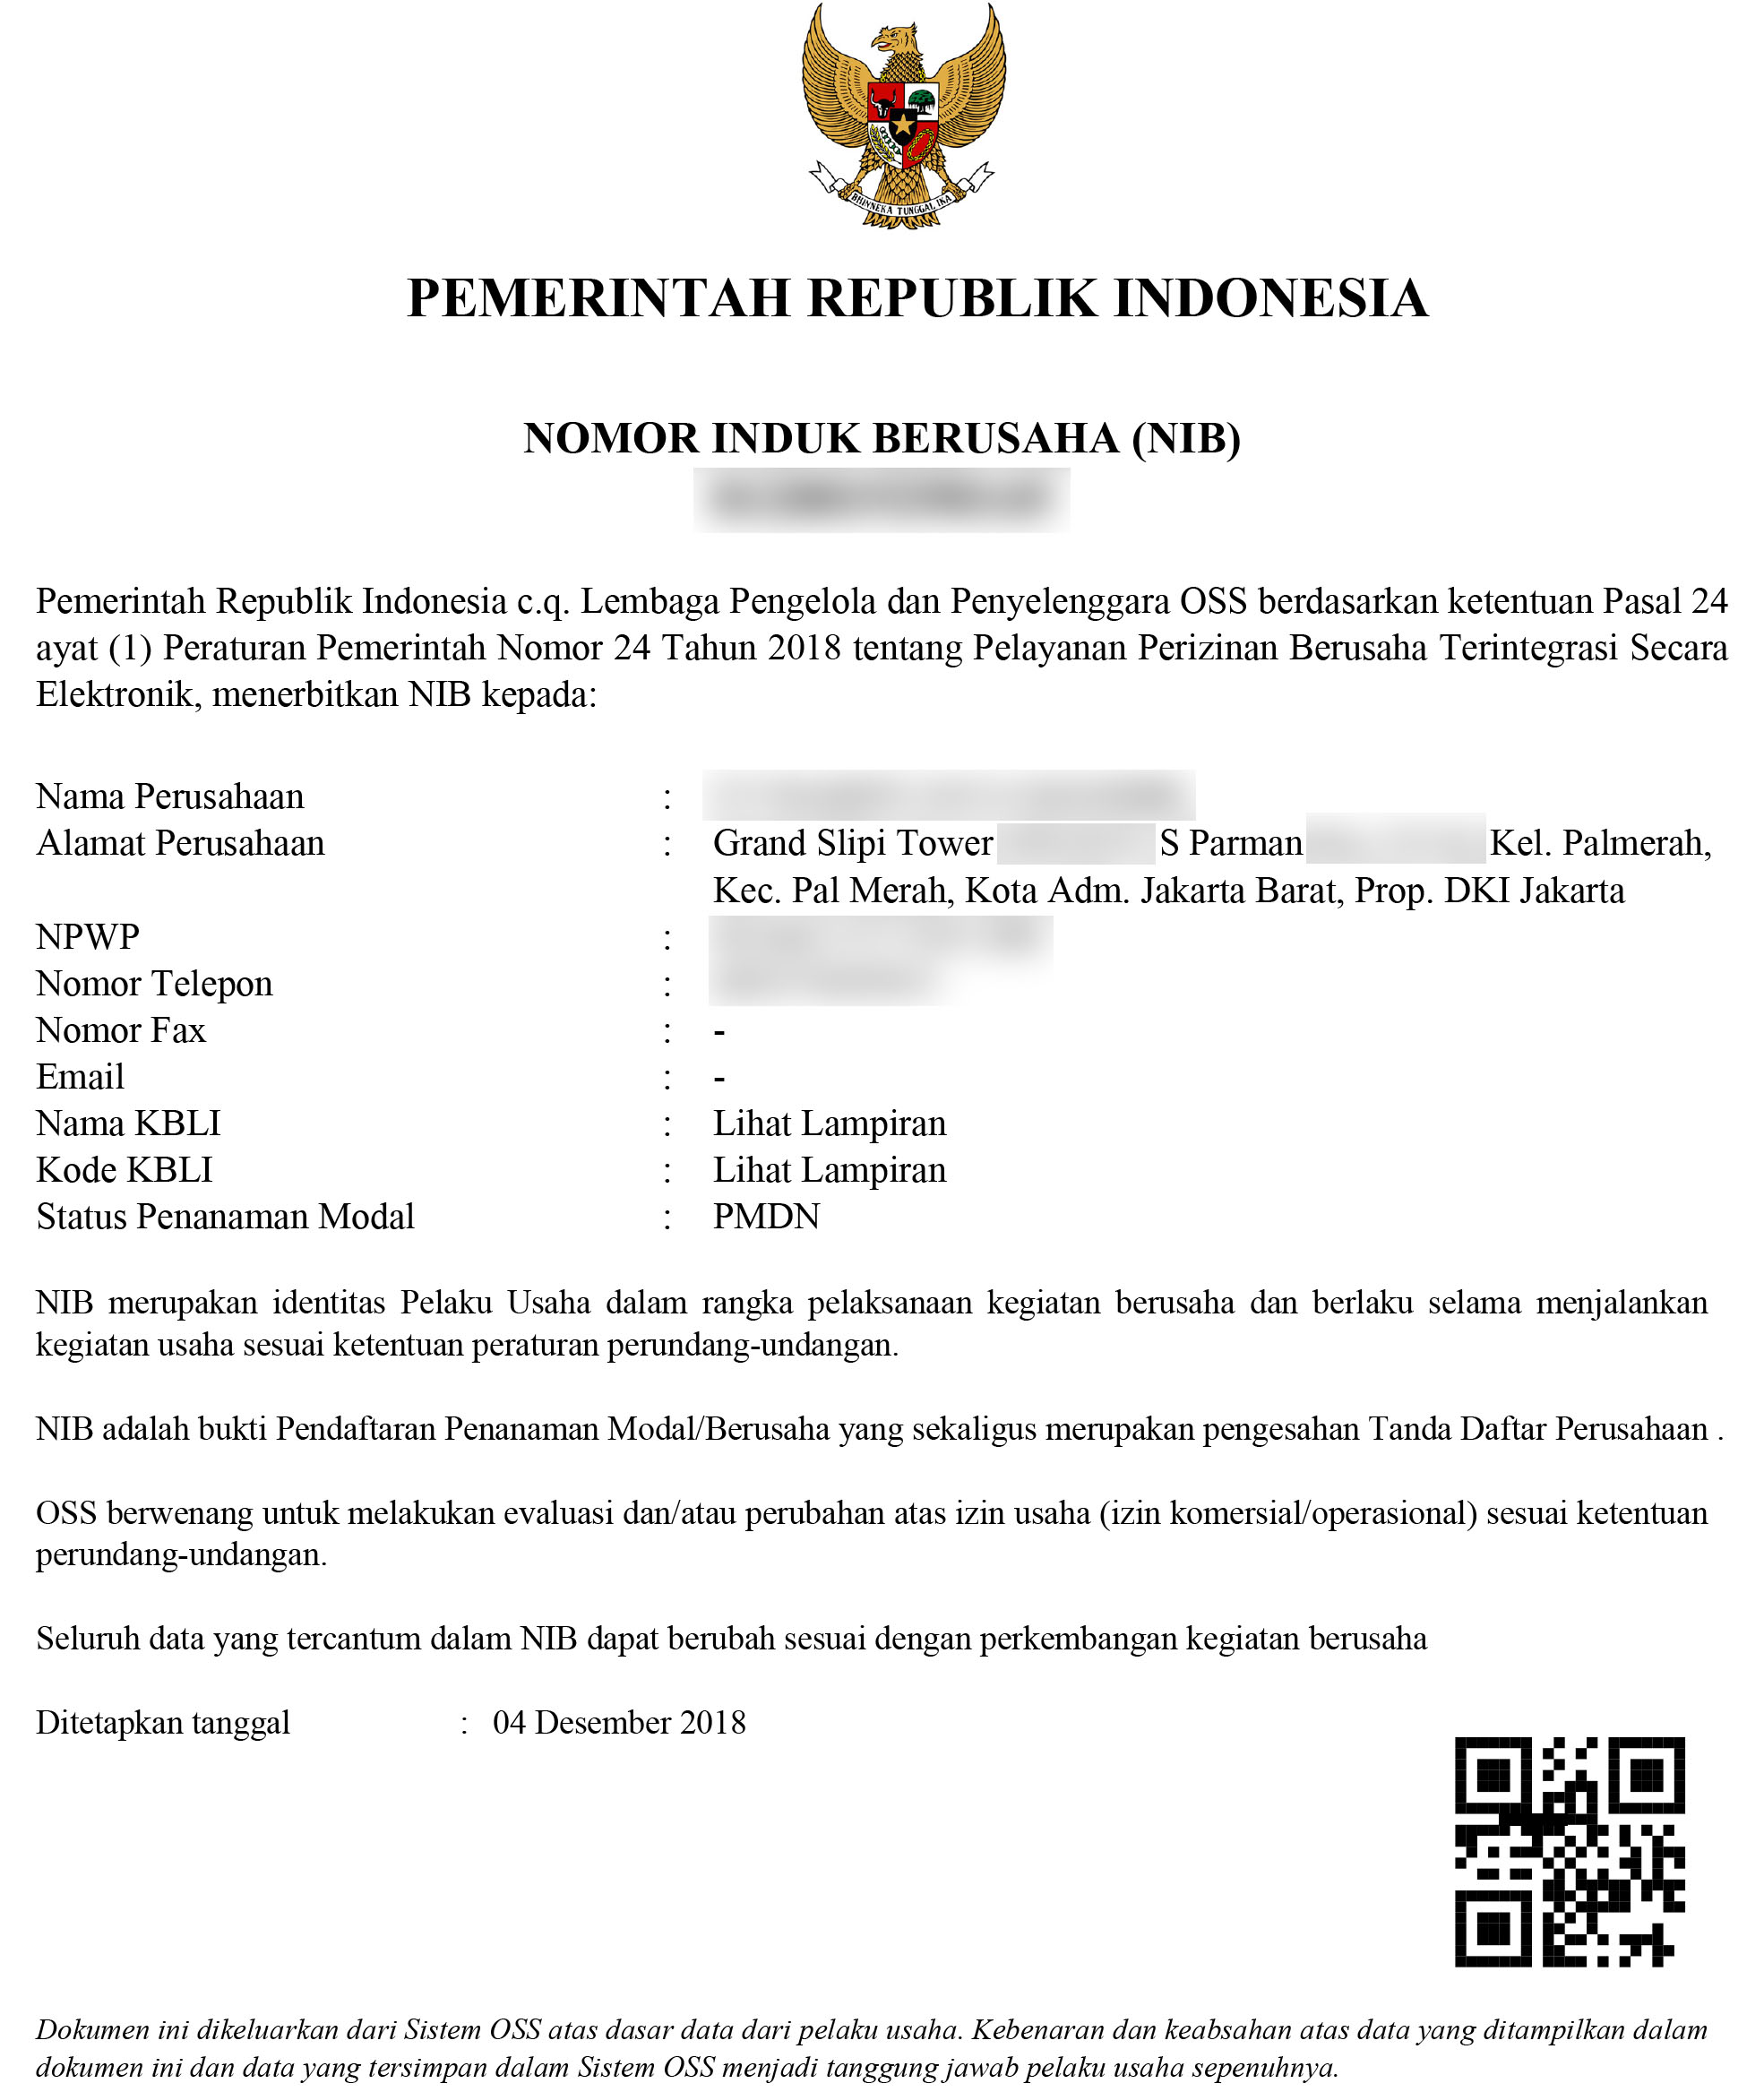 BHINNEKA TUNGGAL IKA
PEMERINTAH REPUBLIK INDONESIA
NOMOR INDUK BERUSAHA (NIB)
Pemerintah Republik Indonesia c.q. Lembaga Pengelola dan Penyelenggara OSS berdasarkan ketentuan Pasal 24
ayat (1) Peraturan Pemerintah Nomor 24 Tahun 2018 tentang Pelayanan Perizinan Berusaha Terintegrasi Secara
Elektronik, menerbitkan NIB kepada:
Nama Perusahaan :
Alamat Perusahaan : Grand Slipi Tower S Parman Kel. Palmerah,
Kec. Pal Merah, Kota Adm. Jakarta Barat, Prop. DKI Jakarta
NPWP :
Nomor Telepon :
Nomor Fax : -
Email : -
Nama KBLI : Lihat Lampiran
Kode KBLI : Lihat Lampiran
Status Penanaman Modal : PMDN
NIB merupakan identitas Pelaku Usaha dalam rangka pelaksanaan kegiatan berusaha dan berlaku selama menjalankan
kegiatan usaha sesuai ketentuan peraturan perundang-undangan.
NIB adalah bukti Pendaftaran Penanaman Modal/Berusaha yang sekaligus merupakan pengesahan Tanda Daftar Perusahaan .
OSS berwenang untuk melakukan evaluasi dan/atau perubahan atas izin usaha (izin komersial/operasional) sesuai ketentuan
perundang-undangan.
Seluruh data yang tercantum dalam NIB dapat berubah sesuai dengan perkembangan kegiatan berusaha
Ditetapkan tanggal : 04 Desember 2018
Dokumen ini dikeluarkan dari Sistem OSS atas dasar data dari pelaku usaha. Kebenaran dan keabsahan atas data yang ditampilkan dalam
dokumen ini dan data yang tersimpan dalam Sistem OSS menjadi tanggung jawab pelaku usaha sepenuhnya.